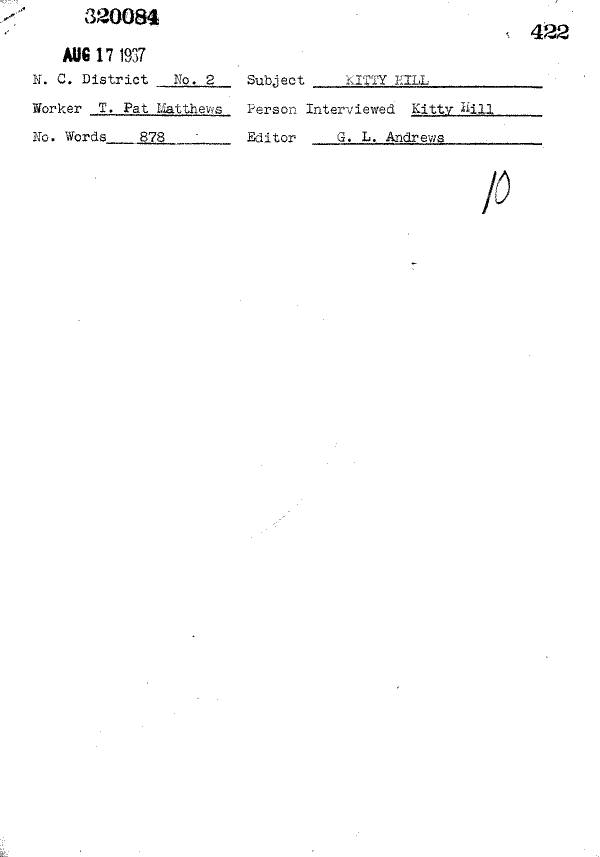 320084
422
AUG 17 1937
N. C. District No. 2 Subject KITTY HILL
Worker T. Pat Matthews Person Interviewed Kitty Hill
No. Words 878 Editor G. L. Andrews
10